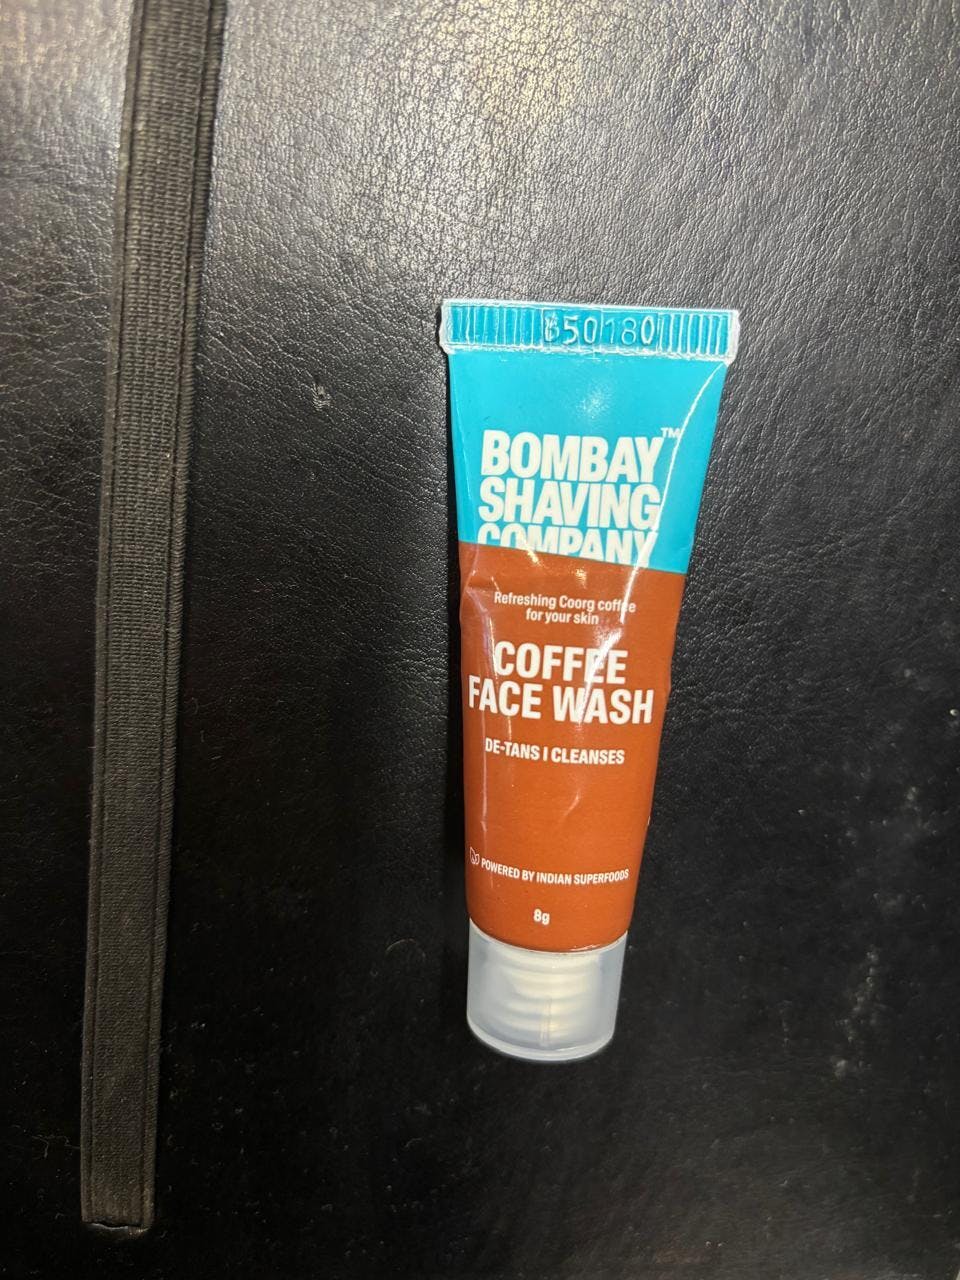 BOMBAY™
SHAVING
COMPANY
Refreshing Coorg coffee
for your skin
COFFEE
FACE WASH
DE-TANS | CLEANSES
POWERED BY INDIAN SUPERFOODS
8g